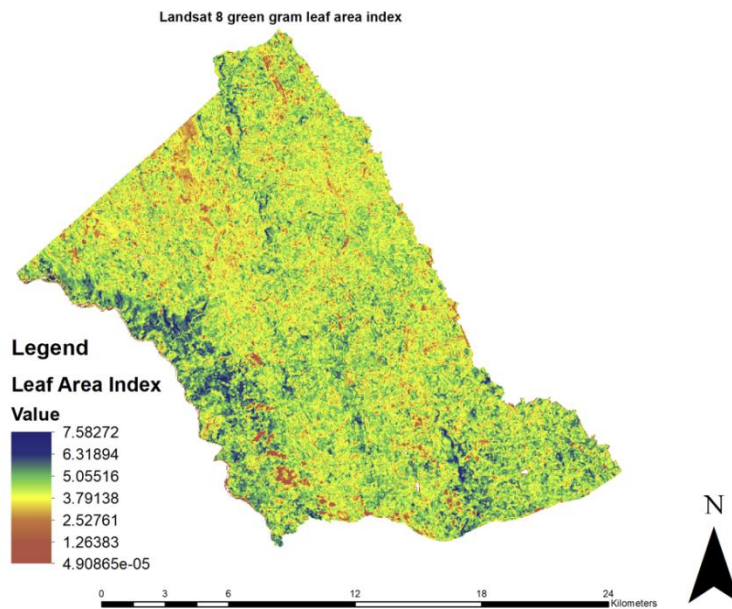 Landsat 8 green gram leaf area index
Legend
Leaf Area Index
Value
7.58272
6.31894
5.05516
3.79138
2.52761
1.26383
4.90865e-05
N
0 3 6 12 18 24
Kilometers